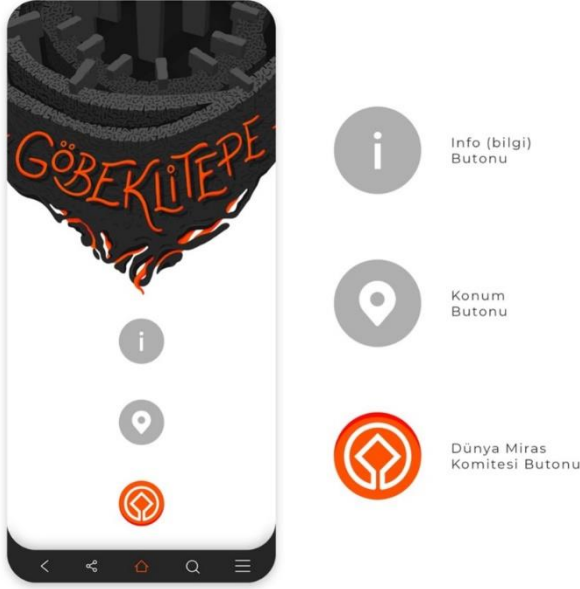 GÖBEKLİTEPE
i
i
Info (bilgi)
Butonu
Konum
Butonu
Dünya Miras
Komitesi Butonu